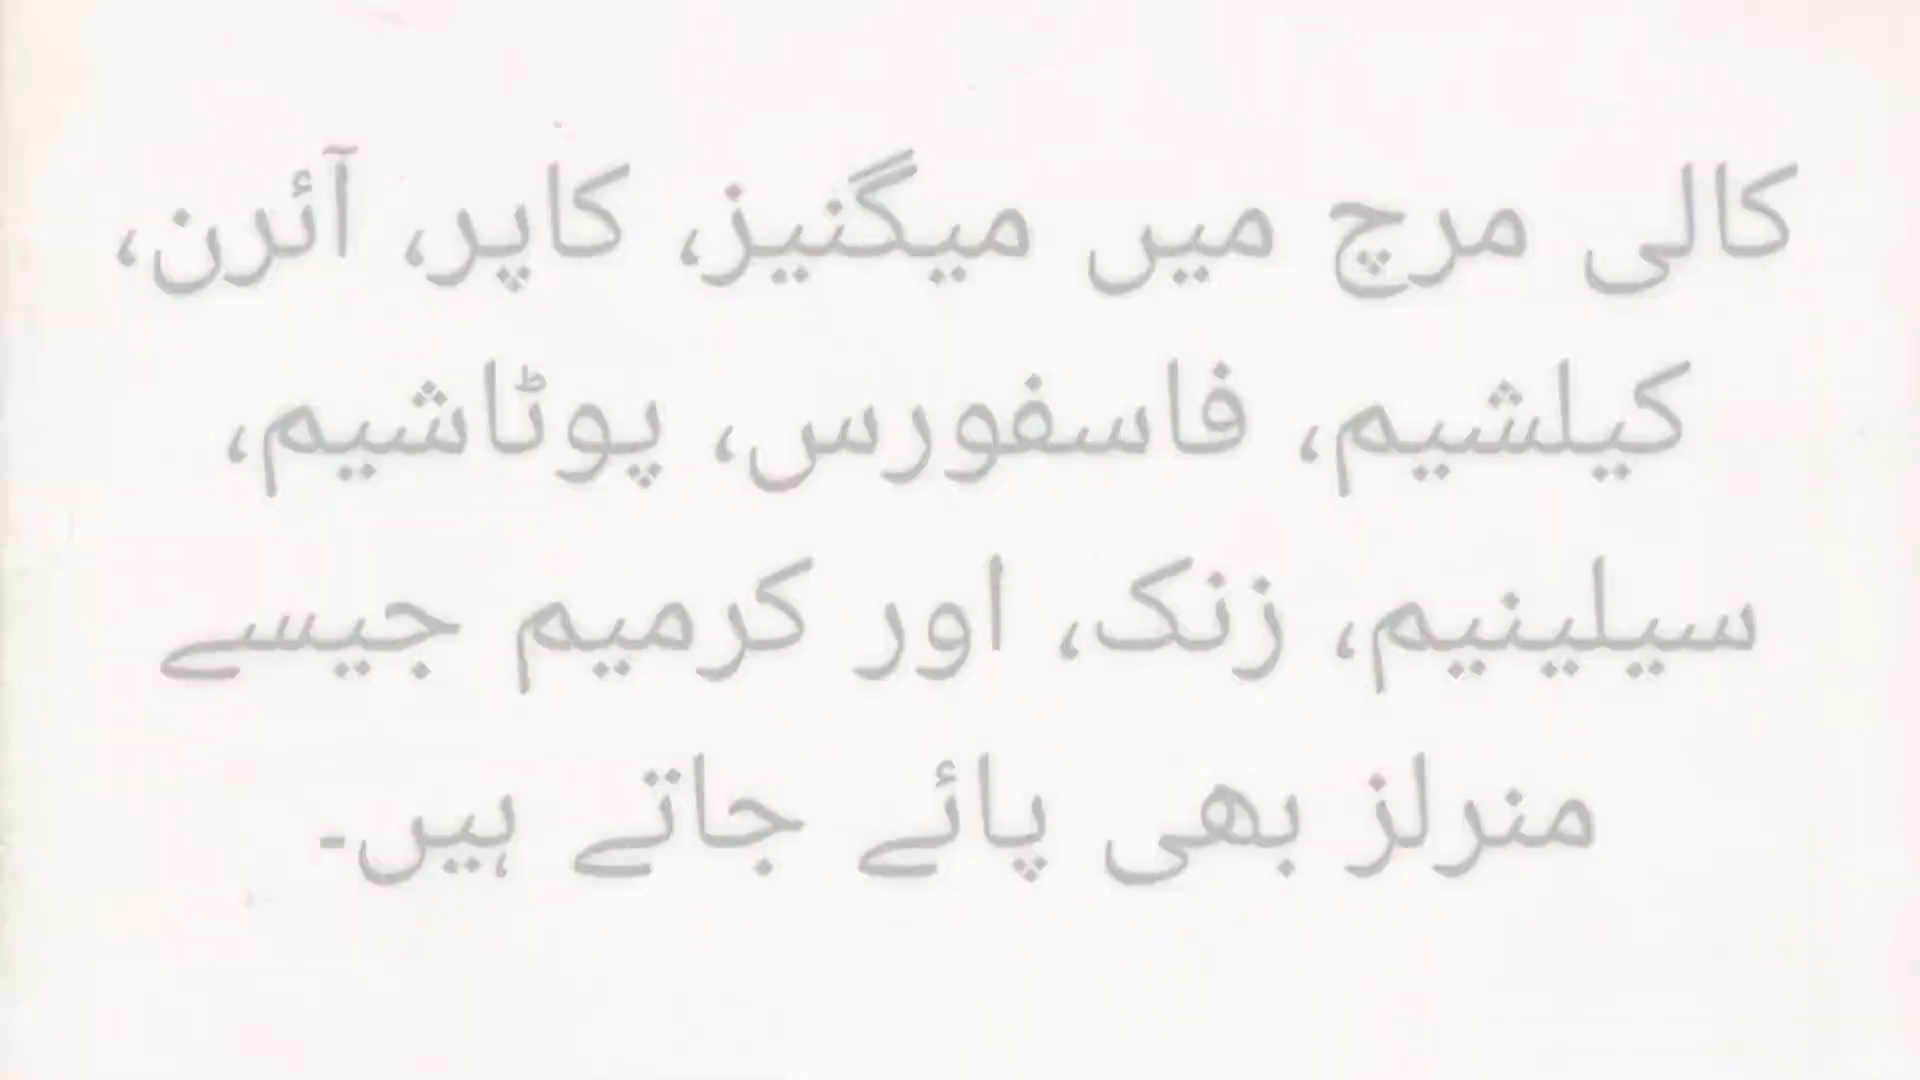 کالی مرچ میں میگنیز، کاپر، آئرن،
کیلشیم، فاسفورس، پوٹاشیم،
سیلینیم، زنک، اور کرمیم جیسے
منرلز بھی پائے جاتے ہیں۔